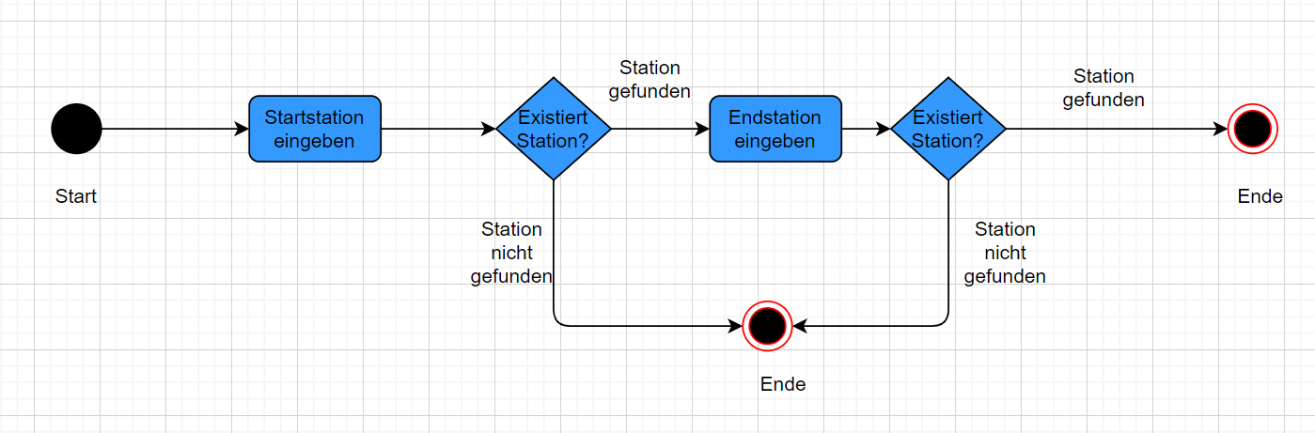 Start
Startstation
eingeben
Existiert
Station?
Station
gefunden
Endstation
eingeben
Existiert
Station?
Station
gefunden
Ende
Station
nicht
gefunden
Station
nicht
gefunden
Ende